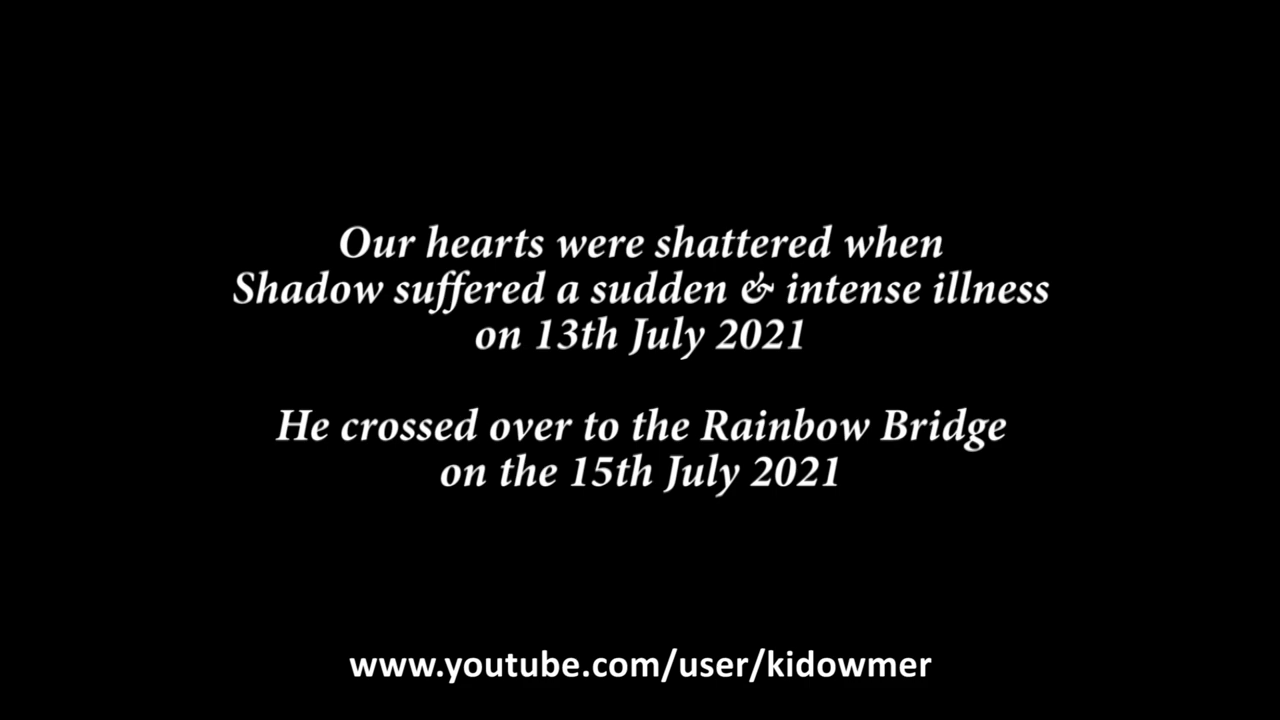 Our hearts were shattered when
Shadow suffered a sudden & intense illness
on 13th July 2021
He crossed over to the Rainbow Bridge
on the 15th July 2021
www.youtube.com/user/kidowmer